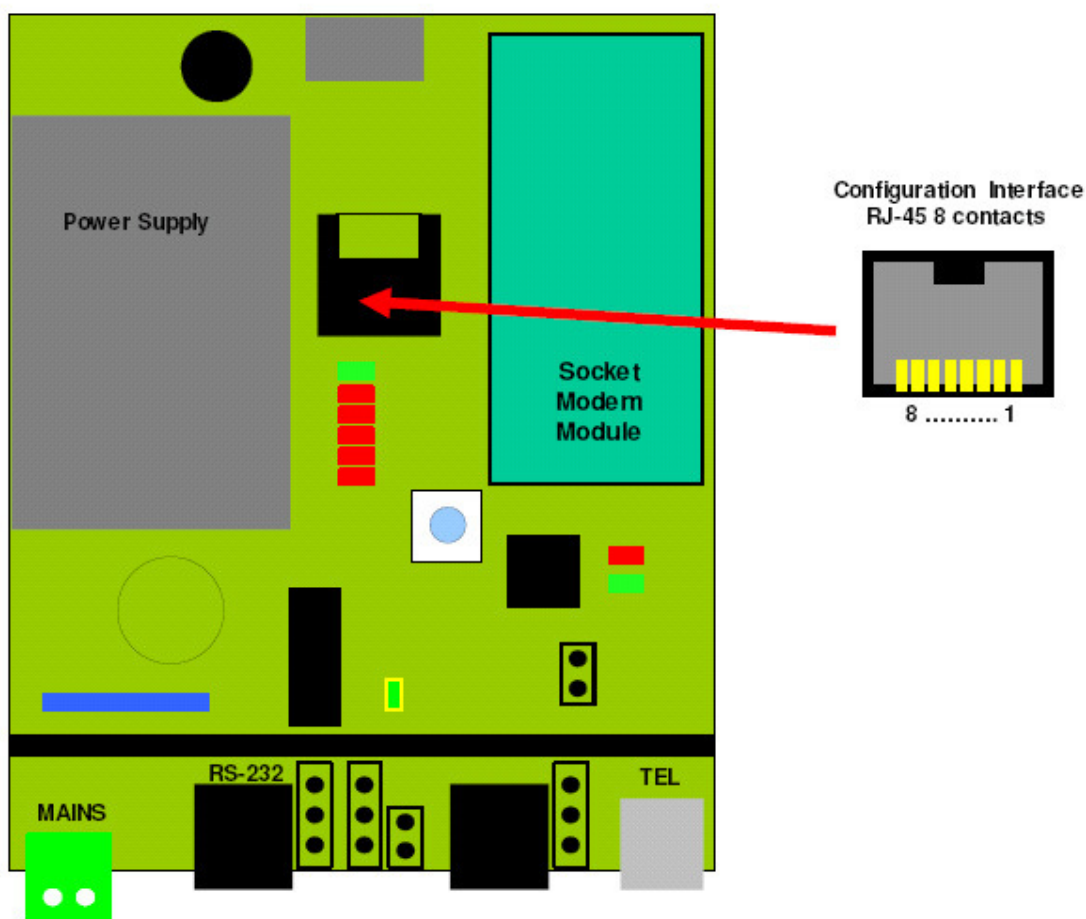 Power Supply
Configuration Interface
RJ-45 8 contacts
Socket
Modem
Module
8 .......... 1
RS-232
TEL
MAINS